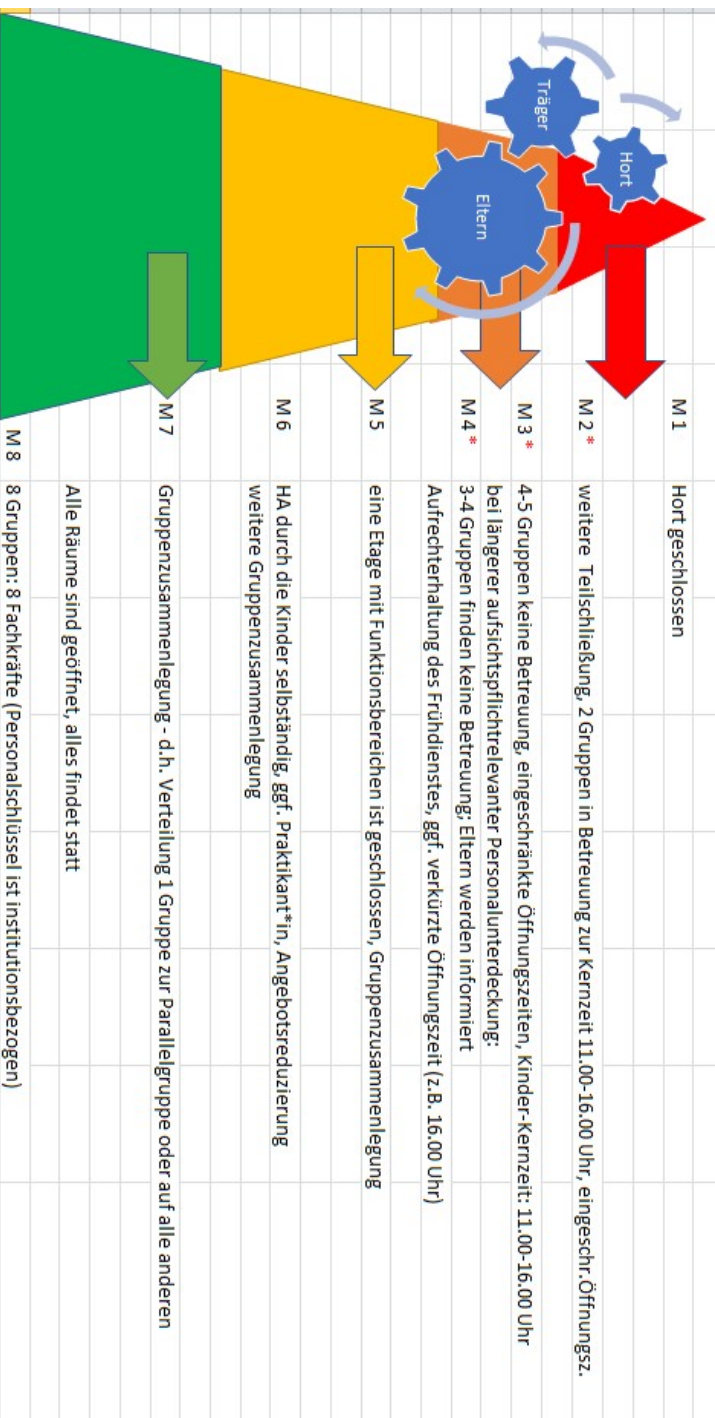 Träger
Hort
Eltern
M 1 Hort geschlossen
M 2 * weitere Teilschließung, 2 Gruppen in Betreuung zur Kernzeit 11.00-16.00 Uhr, eingeschr.Öffnungsz.
M 3 * 4-5 Gruppen keine Betreuung, eingeschränkte Öffnungszeiten, Kinder-Kernzeit: 11.00-16.00 Uhr
bei längerer aufsichtspflichtrelevanter Personalunterdeckung:
M 4 * 3-4 Gruppen finden keine Betreuung; Eltern werden informiert
Aufrechterhaltung des Frühdienstes, ggf. verkürzte Öffnungszeit (z.B. 16.00 Uhr)
M 5 eine Etage mit Funktionsbereichen ist geschlossen, Gruppenzusammenlegung
M 6 HA durch die Kinder selbständig, ggf. Praktikant*in, Angebotsreduzierung
weitere Gruppenzusammenlegung
M 7 Gruppenzusammenlegung - d.h. Verteilung 1 Gruppe zur Parallelgruppe oder auf alle anderen
Alle Räume sind geöffnet, alles findet statt
M 8 8 Gruppen: 8 Fachkräfte (Personalschlüssel ist institutionsbezogen)